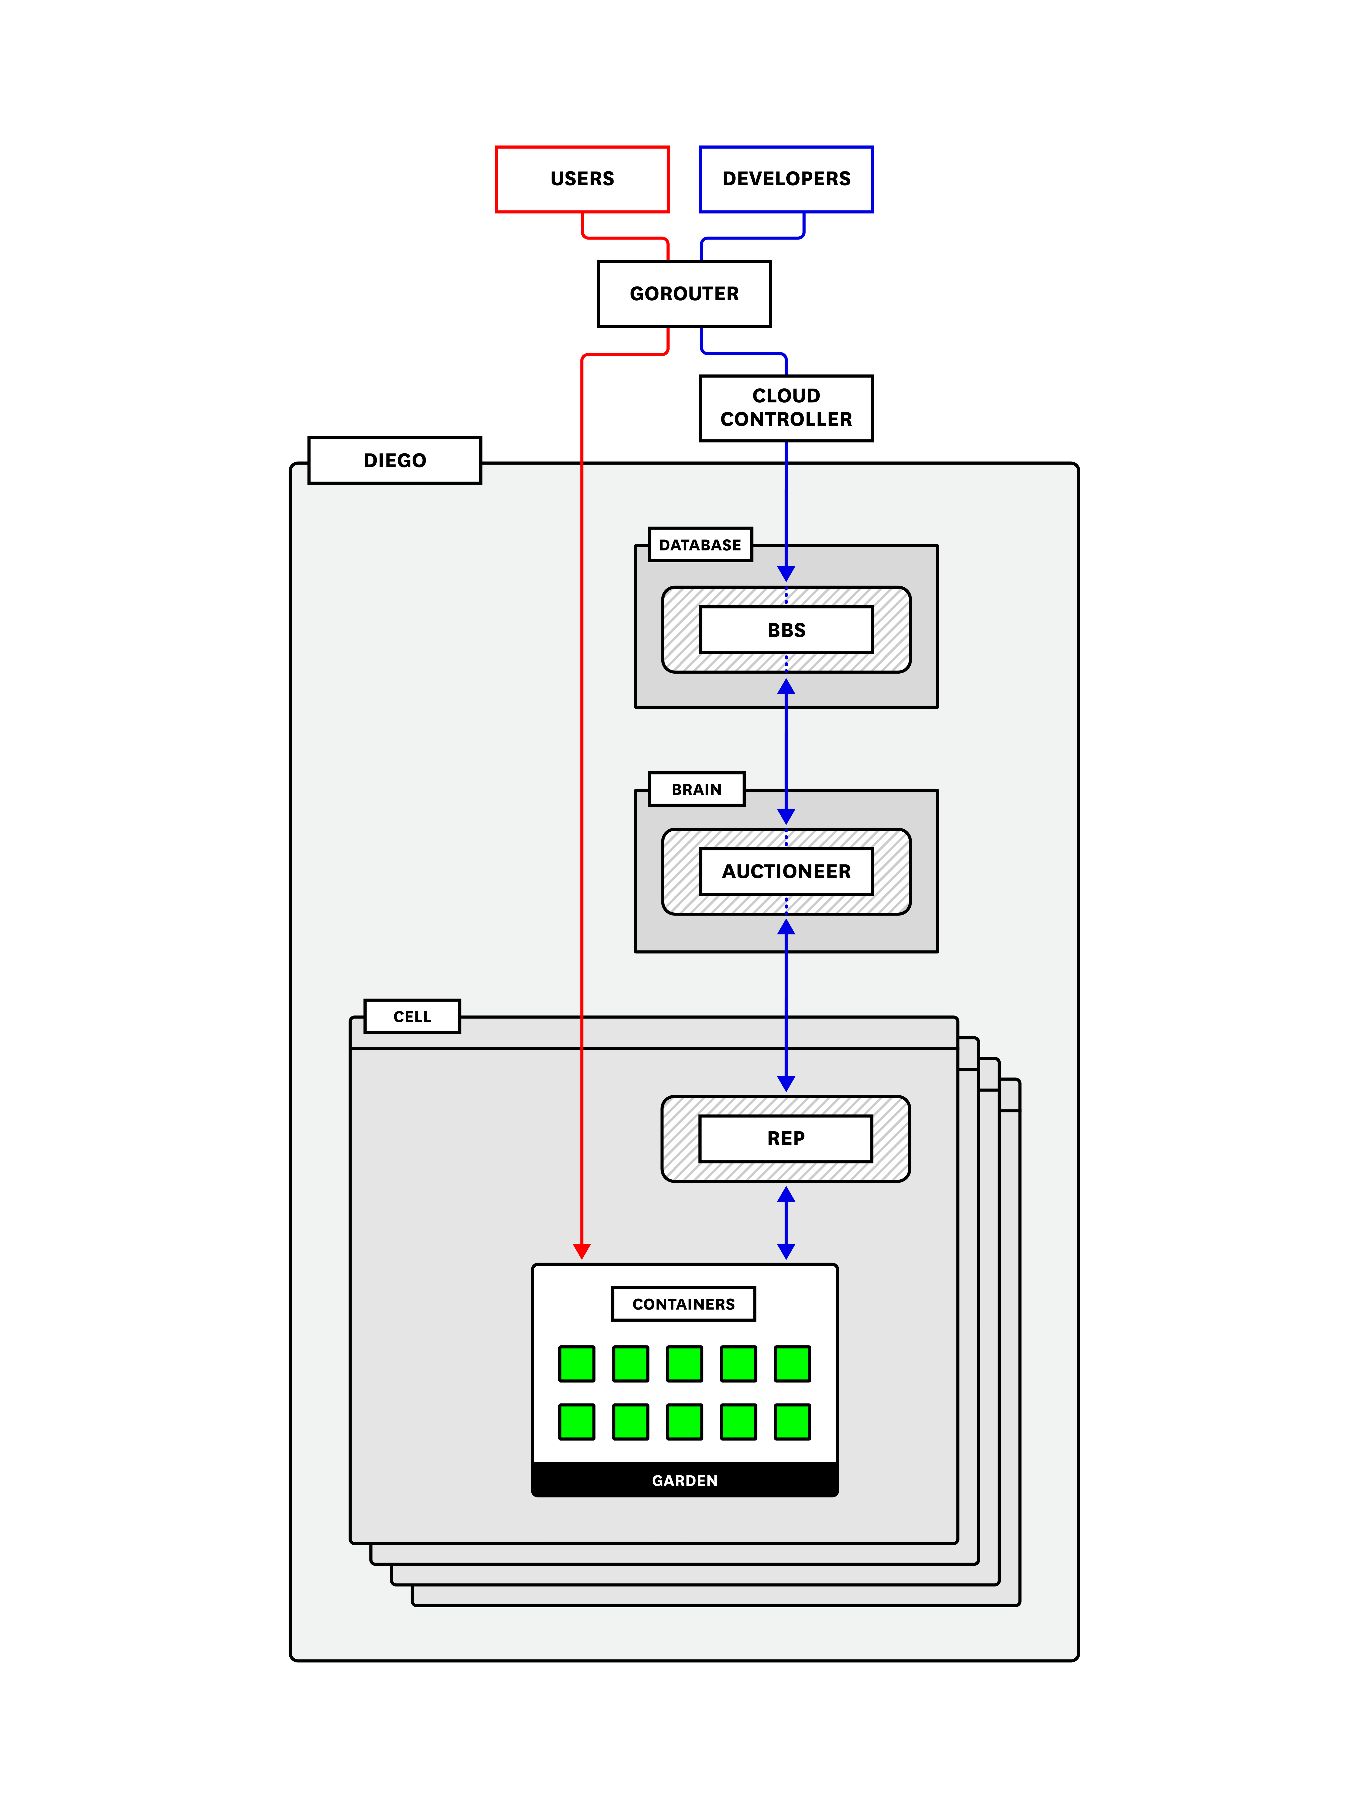 USERS
DEVELOPERS
GOROUTER
CLOUD
CONTROLLER
DIEGO
DATABASE
BBS
BRAIN
AUCTIONEER
CELL
REP
CONTAINERS
GARDEN